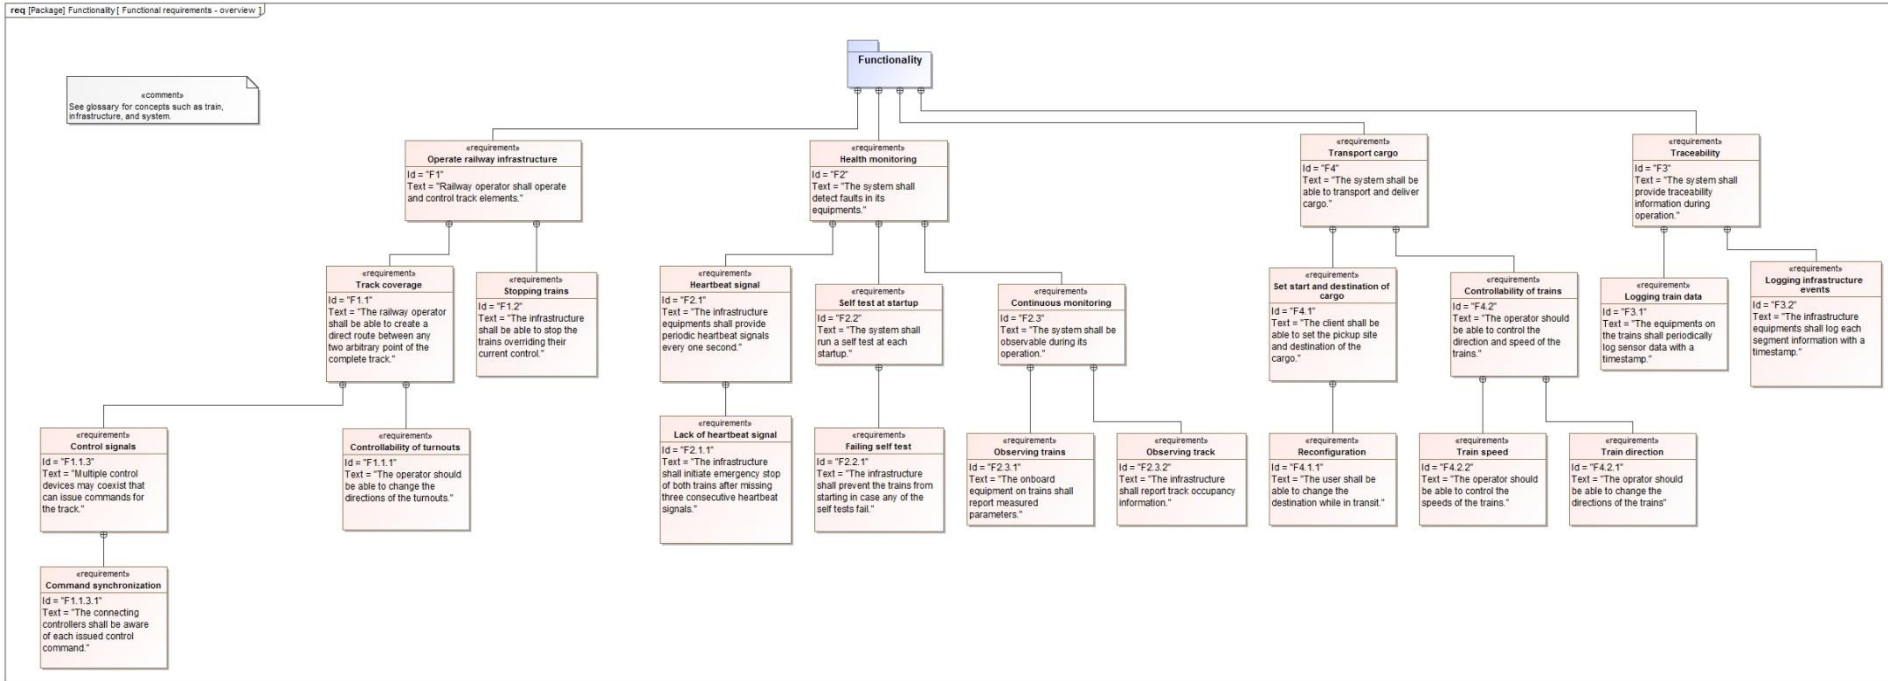 req [Package] Functionality [ Functional requirements - overview ]
Functionality
«comment»
See glossary for concepts such as train,
infrastructure, and system.
«requirement»
Operate railway infrastructure
Id = "F1"
Text = "Railway operator shall operate
and control track elements."
«requirement»
Health monitoring
Id = "F2"
Text = "The system shall
detect faults in its
equipments."
«requirement»
Transport cargo
Id = "F4"
Text = "The system shall be
able to transport and deliver
cargo."
«requirement»
Traceability
Id = "F3"
Text = "The system shall
provide traceability
information during
operation."
«requirement»
Track coverage
Id = "F1.1"
Text = "The railway operator
shall be able to create a
direct route between any
two arbitrary point of the
complete track."
«requirement»
Stopping trains
Id = "F1.2"
Text = "The infrastructure
shall be able to stop the
trains overriding their
current control."
«requirement»
Heartbeat signal
Id = "F2.1"
Text = "The infrastructure
equipments shall provide
periodic heartbeat signals
every one second."
«requirement»
Self test at startup
Id = "F2.2"
Text = "The system shall
run a self test at each
startup."
«requirement»
Continuous monitoring
Id = "F2.3"
Text = "The system shall be
observable during its
operation."
«requirement»
Set start and destination of
cargo
Id = "F4.1"
Text = "The client shall be
able to set the pickup site
and destination of the
cargo."
«requirement»
Controllability of trains
Id = "F4.2"
Text = "The operator should
be able to control the
direction and speed of the
trains."
«requirement»
Logging train data
Id = "F3.1"
Text = "The equipments on
the trains shall periodically
log sensor data with a
timestamp."
«requirement»
Logging infrastructure
events
Id = "F3.2"
Text = "The infrastructure
equipments shall log each
segment information with a
timestamp."
«requirement»
Control signals
Id = "F1.1.3"
Text = "Multiple control
devices may coexist that
can issue commands for
the track."
«requirement»
Controllability of turnouts
Id = "F1.1.1"
Text = "The operator should
be able to change the
directions of the turnouts."
«requirement»
Lack of heartbeat signal
Id = "F2.1.1"
Text = "The infrastructure
shall initiate emergency stop
of both trains after missing
three consecutive heartbeat
signals."
«requirement»
Failing self test
Id = "F2.2.1"
Text = "The infrastructure
shall prevent the trains from
starting in case any of the
self tests fail."
«requirement»
Observing trains
Id = "F2.3.1"
Text = "The onboard
equipment on trains shall
report measured
parameters."
«requirement»
Observing track
Id = "F2.3.2"
Text = "The infrastructure
shall report track occupancy
information."
«requirement»
Reconfiguration
Id = "F4.1.1"
Text = "The user shall be
able to change the
destination while in transit."
«requirement»
Train speed
Id = "F4.2.2"
Text = "The operator should
be able to control the
speeds of the trains."
«requirement»
Train direction
Id = "F4.2.1"
Text = "The oprator should
be able to change the
directions of the trains"
«requirement»
Command synchronization
Id = "F1.1.3.1"
Text = "The connecting
controllers shall be aware
of each issued control
command."